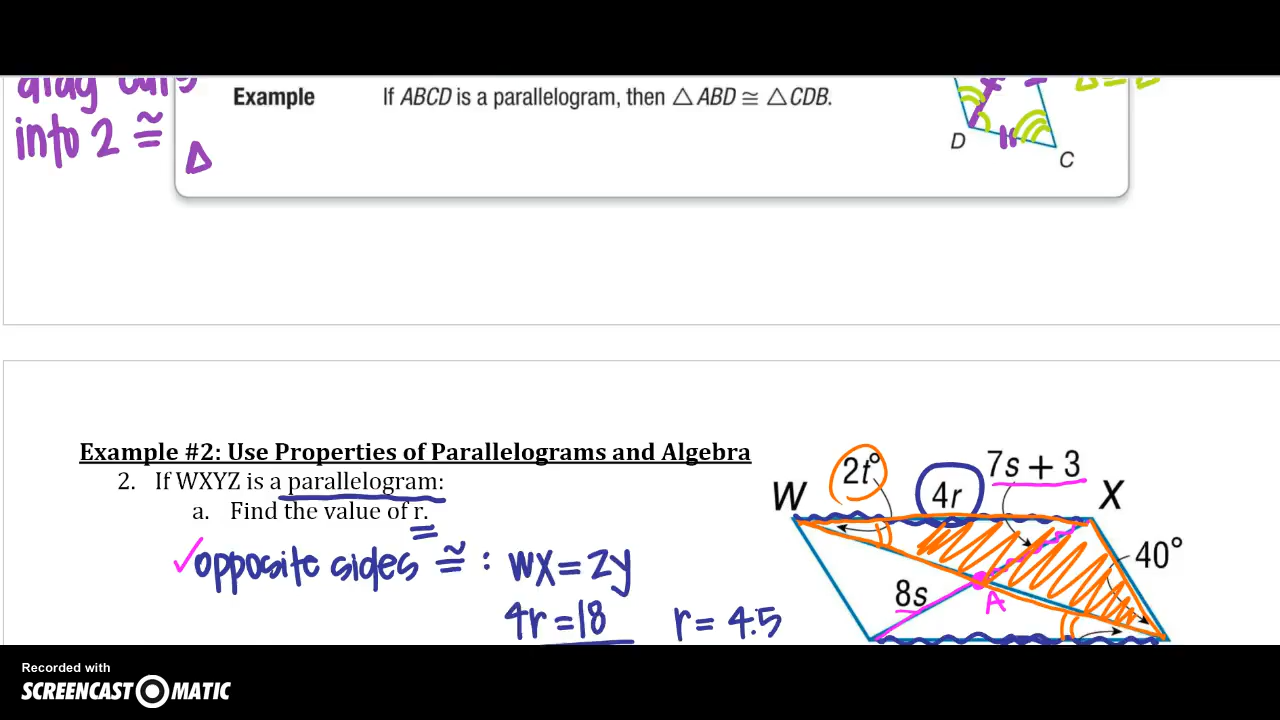 diag cuts
into 2 ≅
Δ
Example If ABCD is a parallelogram, then △ABD ≅ △CDB.
D
C
Example #2: Use Properties of Parallelograms and Algebra
2. If WXYZ is a parallelogram:
a. Find the value of r.
✓opposite sides ≅ : WX = ZY
4r = 18 r = 4.5
2t°
4r
7s + 3
W
X
40°
8s
A
Recorded with
SCREENCAST-O-MATIC